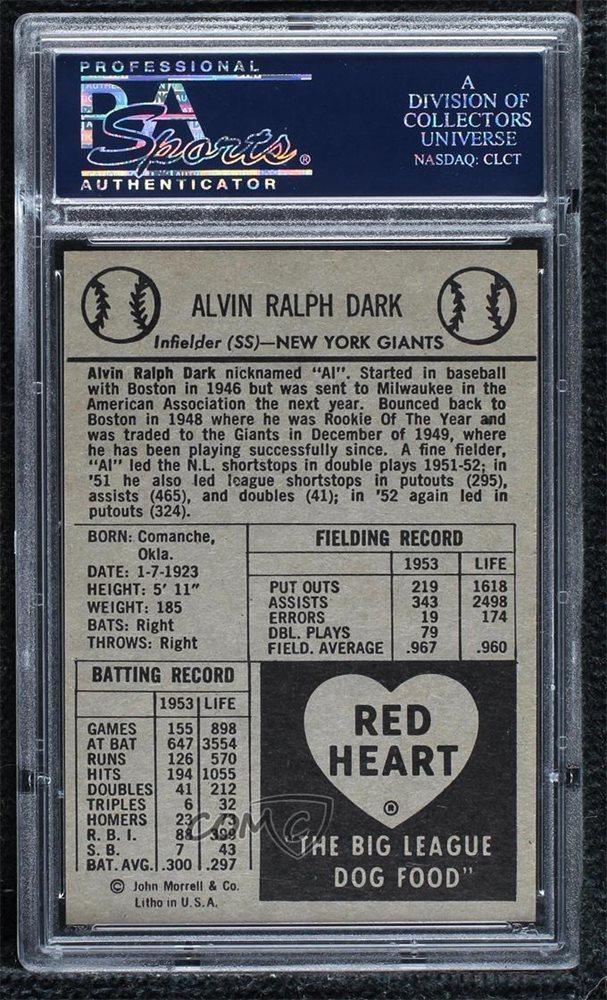 PROFESSIONAL
PSA
Sports®
AUTHENTICATOR
A
DIVISION OF
COLLECTORS
UNIVERSE
NASDAQ: CLCT
ALVIN RALPH DARK
Infielder (SS)—NEW YORK GIANTS
Alvin Ralph Dark nicknamed "Al". Started in baseball
with Boston in 1946 but was sent to Milwaukee in the
American Association the next year. Bounced back to
Boston in 1948 where he was Rookie Of The Year and
was traded to the Giants in December of 1949, where
he has been playing successfully since. A fine fielder,
"Al" led the N.L. shortstops in double plays 1951-52; in
'51 he also led league shortstops in putouts (295),
assists (465), and doubles (41); in '52 again led in
putouts (324).
BORN: Comanche,
Okla.
DATE: 1-7-1923
HEIGHT: 5' 11"
WEIGHT: 185
BATS: Right
THROWS: Right
FIELDING RECORD
1953 LIFE
PUT OUTS 219 1618
ASSISTS 343 2498
ERRORS 19 174
DBL. PLAYS 79
FIELD. AVERAGE .967 .960
BATTING RECORD
1953 LIFE
GAMES 155 898
AT BAT 647 3554
RUNS 126 570
HITS 194 1055
DOUBLES 41 212
TRIPLES 6 32
HOMERS 23 73
R.B.I. 88 399
S.B. 7 43
BAT. AVG. .300 .297
© John Morrell & Co.
Litho in U.S.A.
RED
HEART
®
"THE BIG LEAGUE
DOG FOOD"
COMC